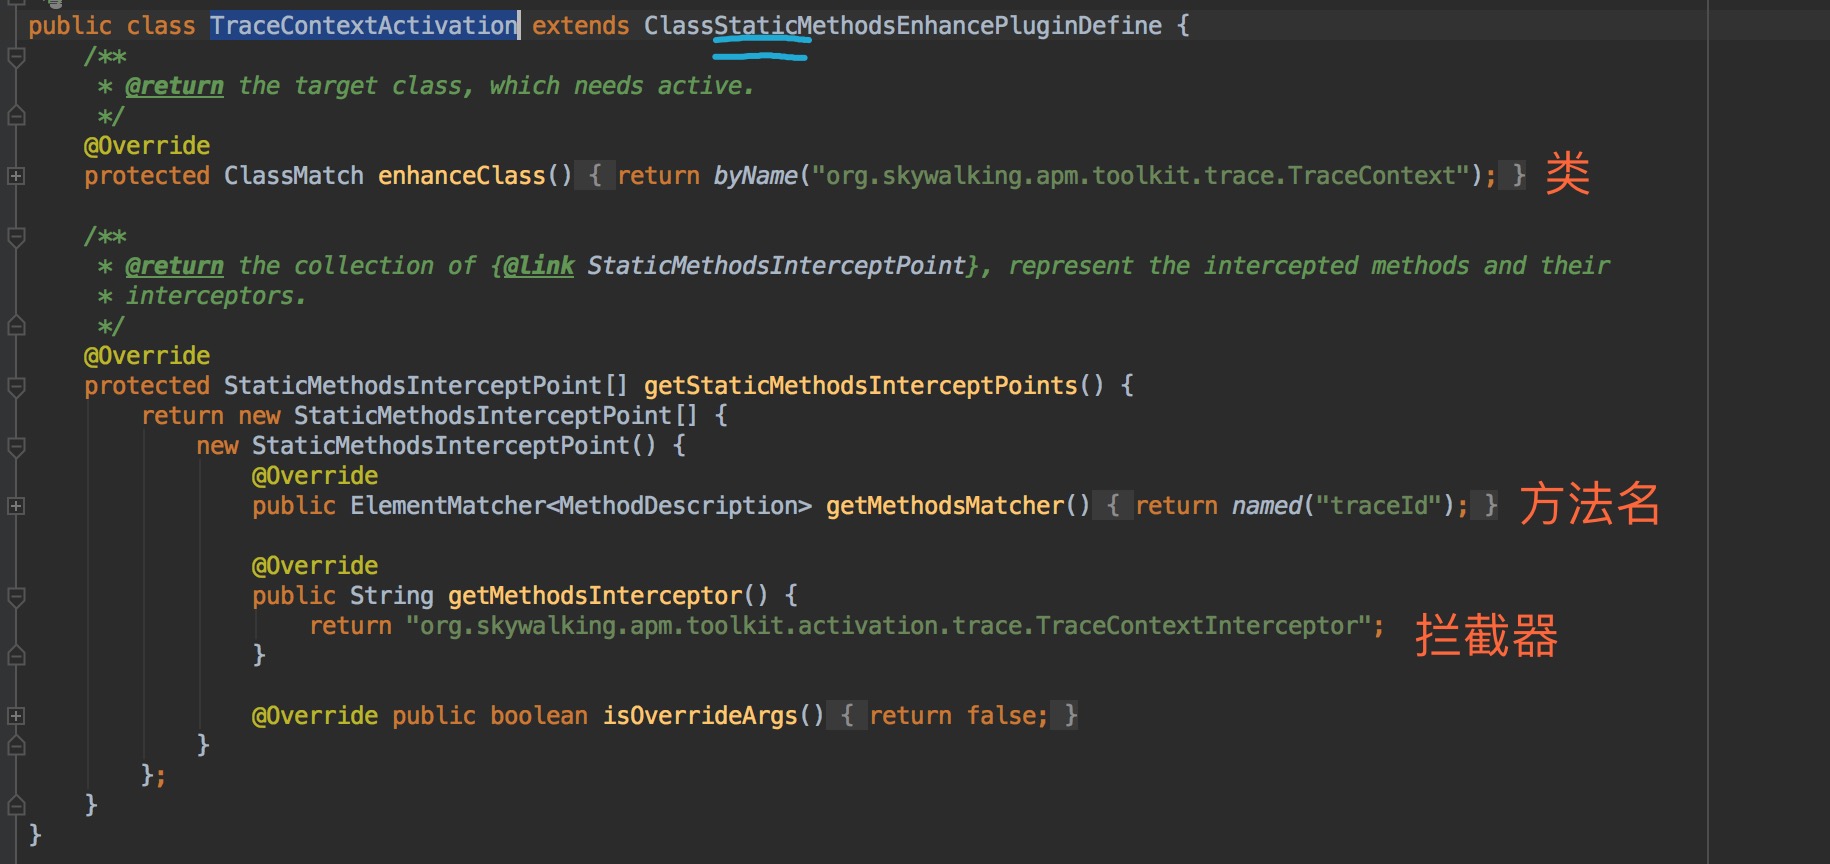 public class TraceContextActivation extends ClassStaticMethodsEnhancePluginDefine {
/**
* @return the target class, which needs active.
*/
@Override
protected ClassMatch enhanceClass() { return byName("org.skywalking.apm.toolkit.trace.TraceContext"); } 类
/**
* @return the collection of {@link StaticMethodsInterceptPoint}, represent the intercepted methods and their
* interceptors.
*/
@Override
protected StaticMethodsInterceptPoint[] getStaticMethodsInterceptPoints() {
return new StaticMethodsInterceptPoint[] {
new StaticMethodsInterceptPoint() {
@Override
public ElementMatcher<MethodDescription> getMethodsMatcher() { return named("traceId"); } 方法名
@Override
public String getMethodsInterceptor() {
return "org.skywalking.apm.toolkit.activation.trace.TraceContextInterceptor"; 拦截器
}
@Override public boolean isOverrideArgs() { return false; }
}
};
}
}